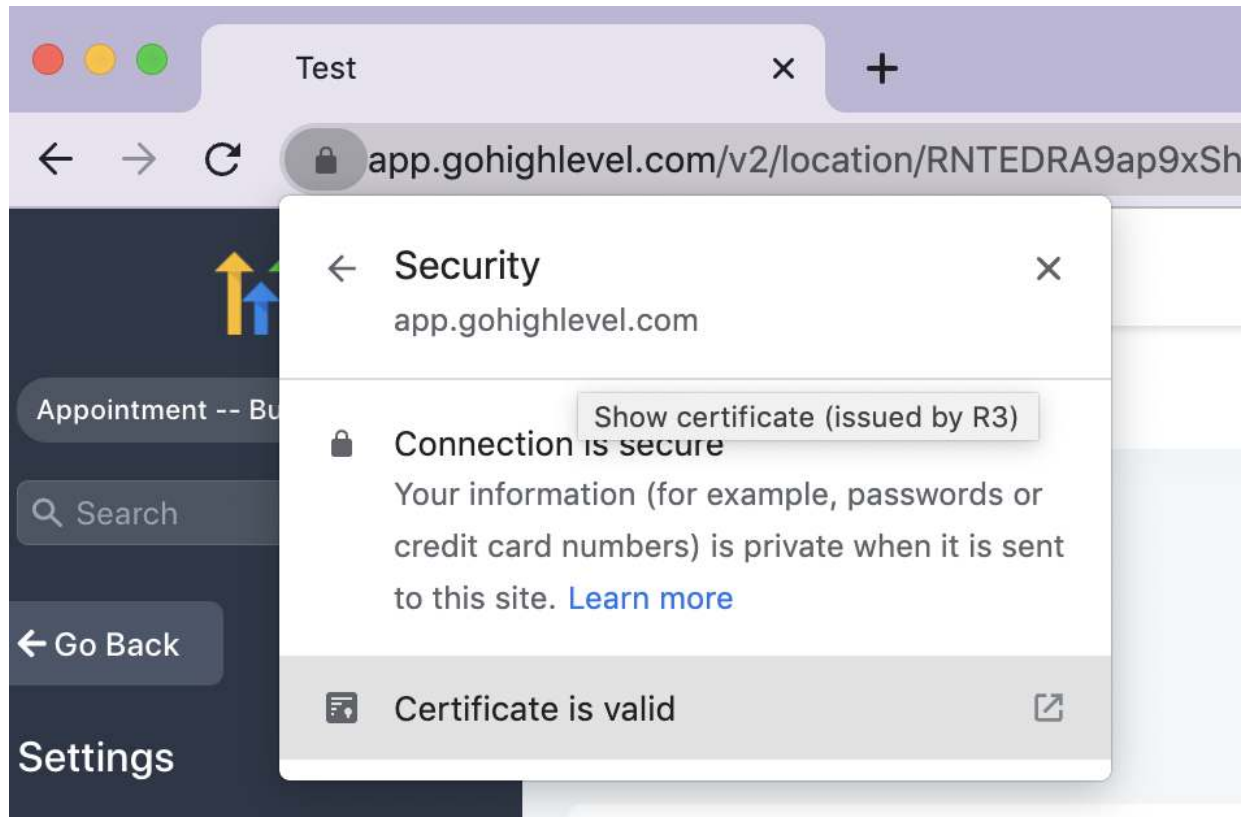 Test
app.gohighlevel.com/v2/location/RNTEDRA9ap9xSh
Security
app.gohighlevel.com
Appointment -- Bu
Show certificate (issued by R3)
Connection is secure
Search
Your information (for example, passwords or
credit card numbers) is private when it is sent
to this site. Learn more
Go Back
Certificate is valid
Settings